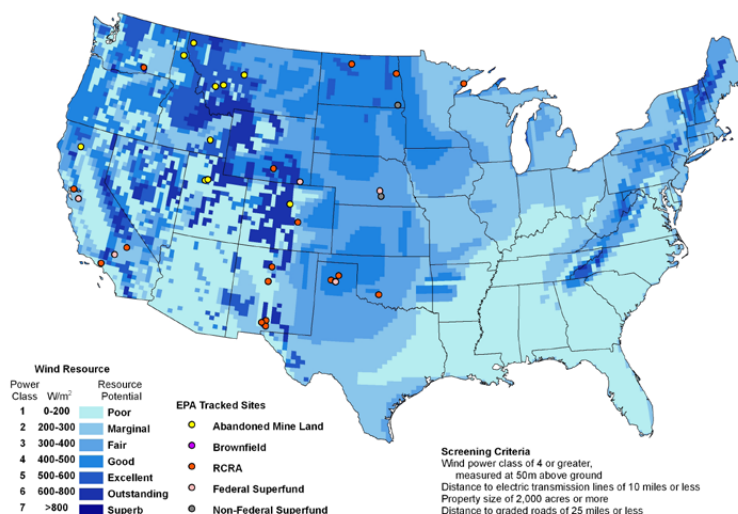 Wind Resource
Power Class W/m² Resource Potential
1 0-200 Poor
2 200-300 Marginal
3 300-400 Fair
4 400-500 Good
5 500-600 Excellent
6 600-800 Outstanding
7 >800 Superb
EPA Tracked Sites
Abandoned Mine Land
Brownfield
RCRA
Federal Superfund
Non-Federal Superfund
Screening Criteria
Wind power class of 4 or greater,
measured at 50m above ground
Distance to electric transmission lines of 10 miles or less
Property size of 2,000 acres or more
Distance to graded roads of 25 miles or less